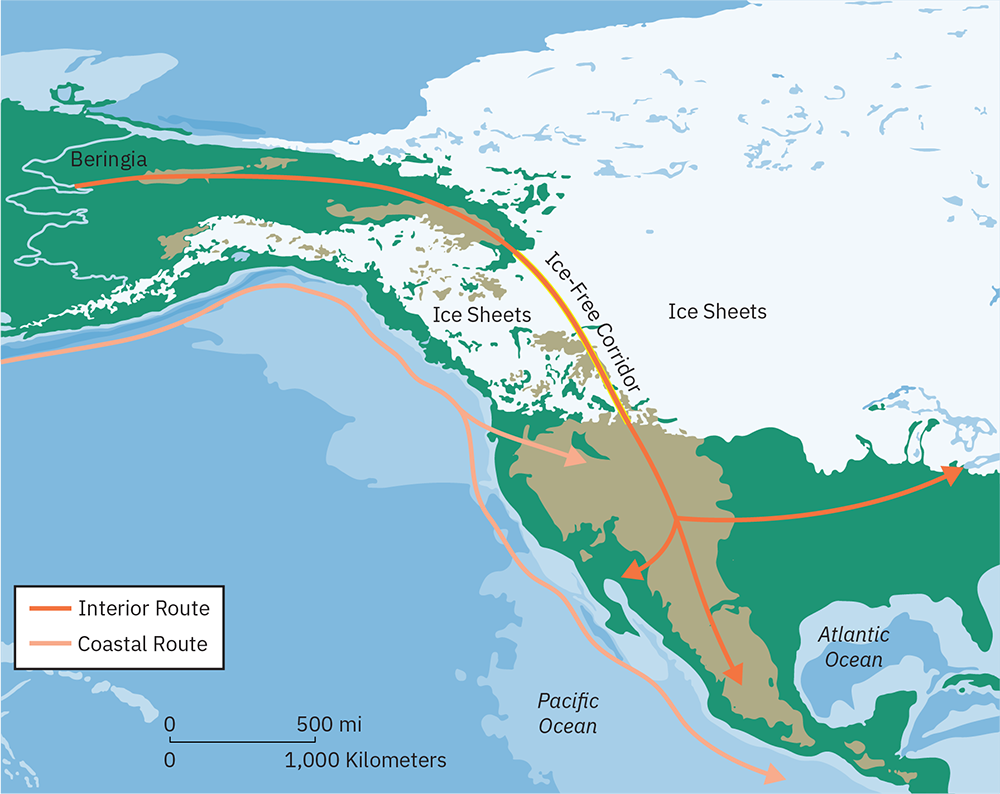 Beringia
Ice-Free Corridor
Ice Sheets
Ice Sheets
Interior Route
Coastal Route
Atlantic
Ocean
Pacific
Ocean
0 500 mi
0 1,000 Kilometers